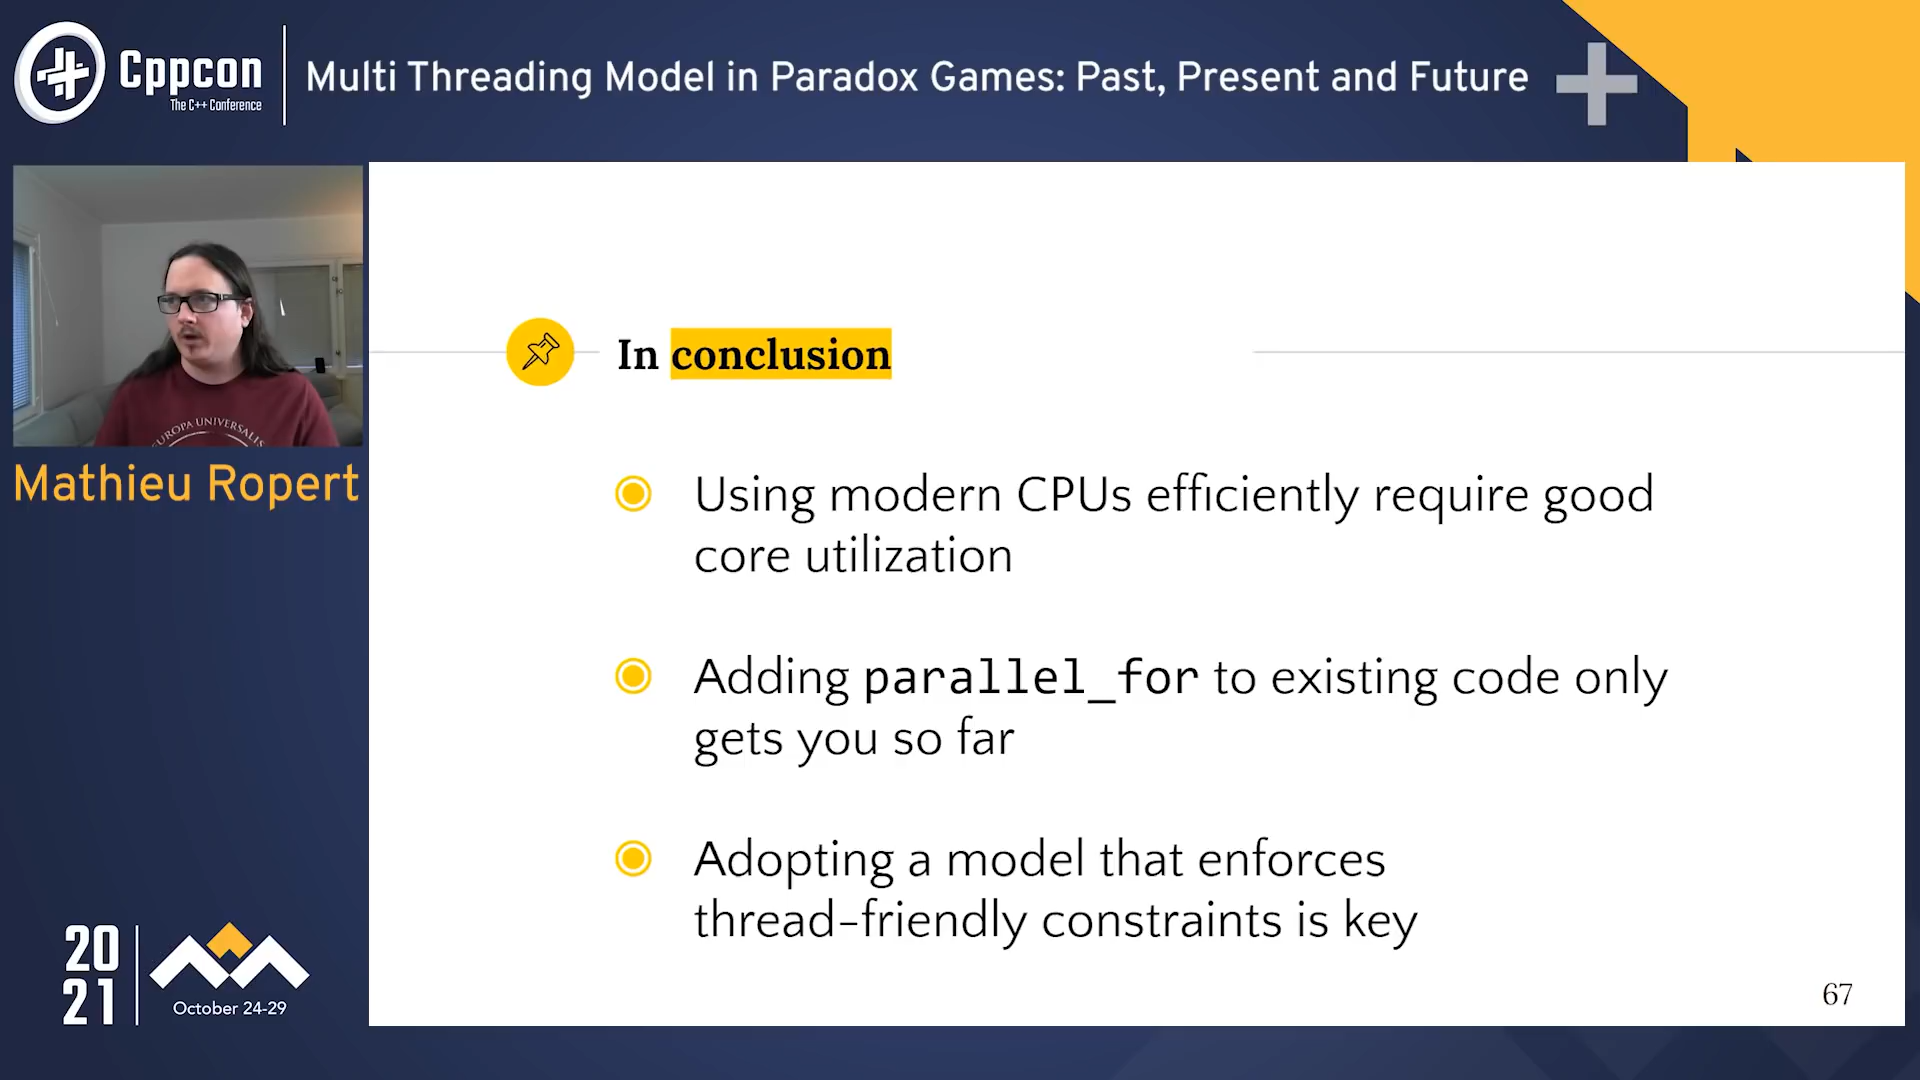 Cppcon
The C++ Conference
Multi Threading Model in Paradox Games: Past, Present and Future
UROPA UNIVERSALIS
Mathieu Ropert
In conclusion
Using modern CPUs efficiently require good
core utilization
Adding parallel_for to existing code only
gets you so far
Adopting a model that enforces
thread-friendly constraints is key
67
20
21
October 24-29